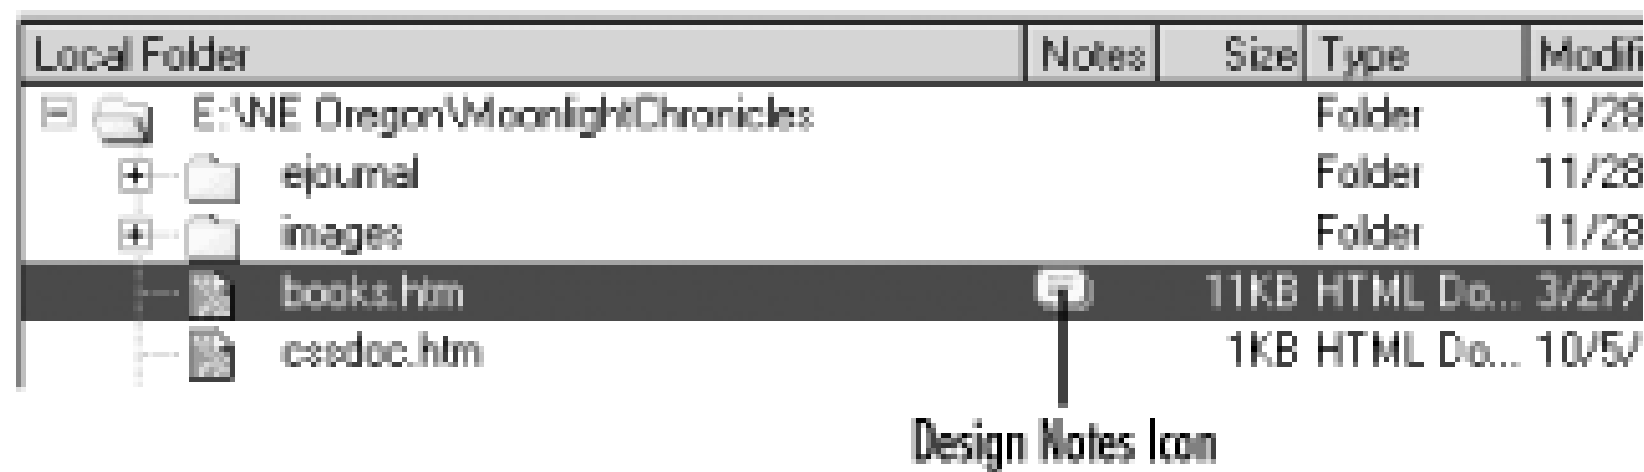 Local Folder Notes Size Type Modifi
E:\NE Oregon\MoonlightChronicles Folder 11/28
ejournal Folder 11/28
images Folder 11/28
books.htm 11KB HTML Do... 3/27/
cssdoc.htm 1KB HTML Do... 10/5/
Design Notes Icon